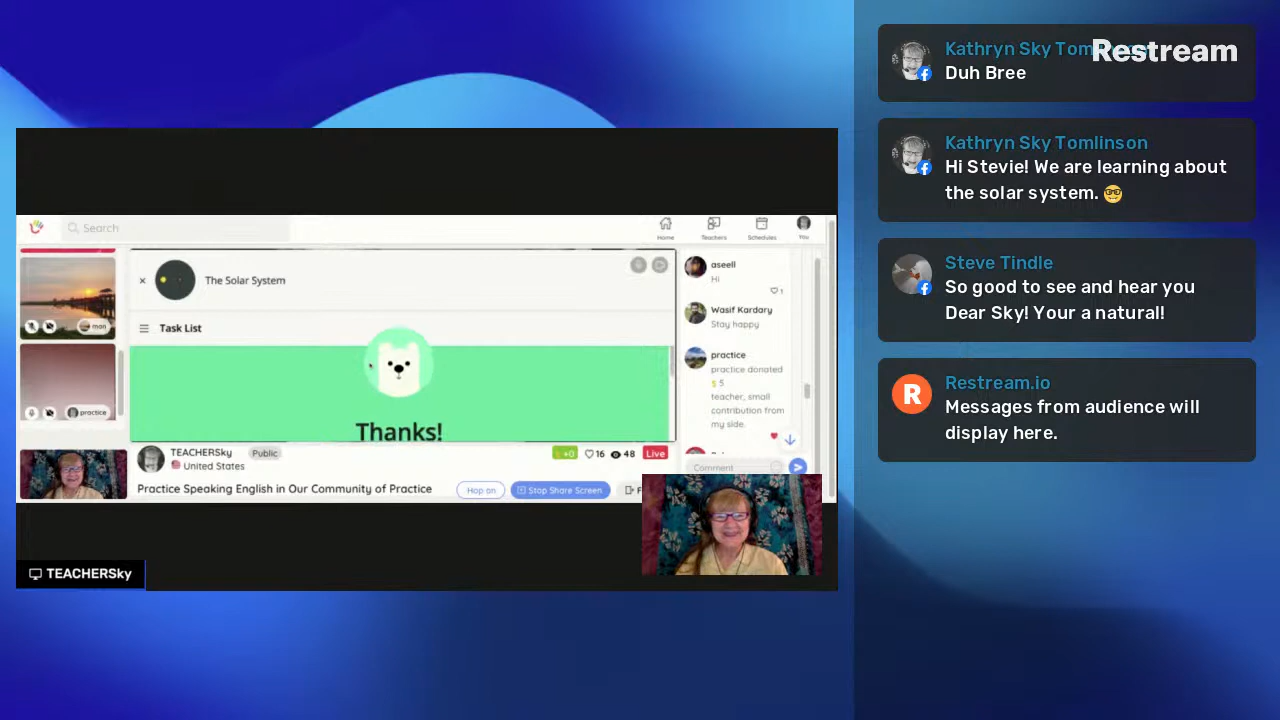 Search
Home
Teachers
Schedules
You
The Solar System
Task List
Thanks!
mon
practice
aseell
Hi
1
Wasif Kardary
Stay happy
practice
practice donated
$ 5
teacher, small
contribution from
my side.
TEACHERSky
Public
United States
+0
16
48
Live
Practice Speaking English in Our Community of Practice
Hop on
Stop Share Screen
Comment
TEACHERSky
Restream
Duh Bree
Kathryn Sky Tomlinson
Hi Stevie! We are learning about
the solar system. 🤓
Steve Tindle
So good to see and hear you
Dear Sky! Your a natural!
R
Restream.io
Messages from audience will
display here.